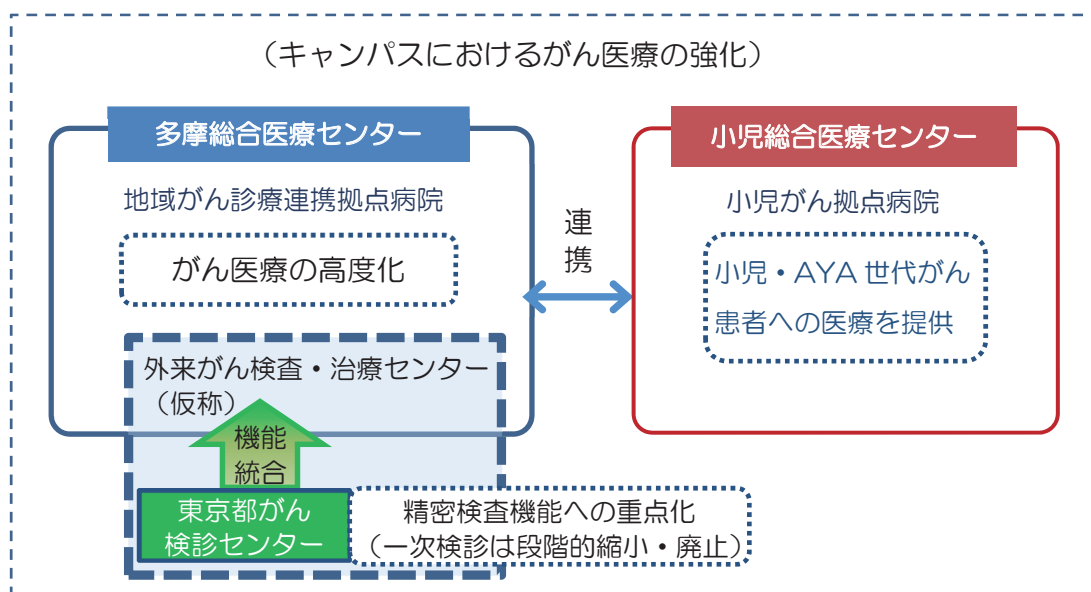 （キャンパスにおけるがん医療の強化）
多摩総合医療センター
地域がん診療連携拠点病院
がん医療の高度化
外来がん検査・治療センター
（仮称）
機能
統合
東京都がん
検診センター
精密検査機能への重点化
（一次検診は段階的縮小・廃止）
連
携
小児総合医療センター
小児がん拠点病院
小児・AYA 世代がん
患者への医療を提供